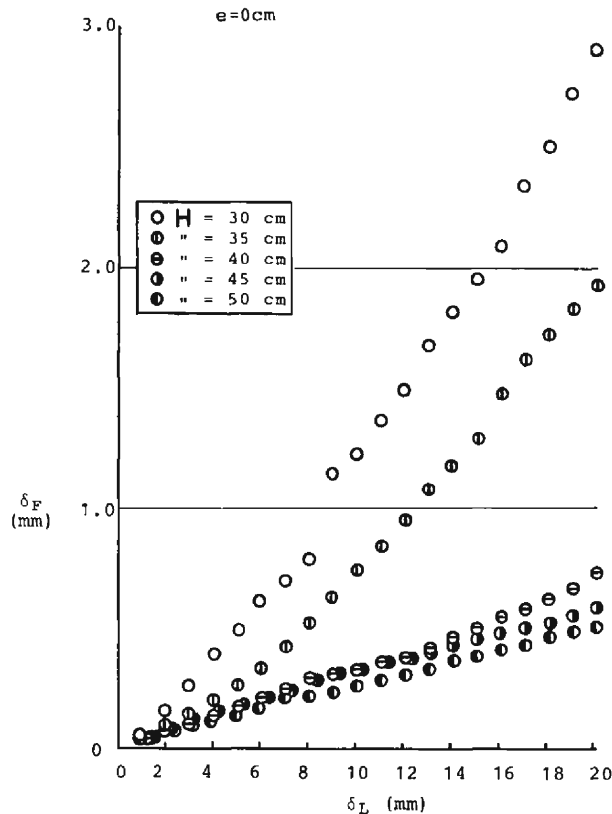 e=0cm
3.0
H = 30 cm
" = 35 cm
" = 40 cm
" = 45 cm
" = 50 cm
2.0
1.0
δF
(mm)
0
0 2 4 6 8 10 12 14 16 18 20
δL (mm)